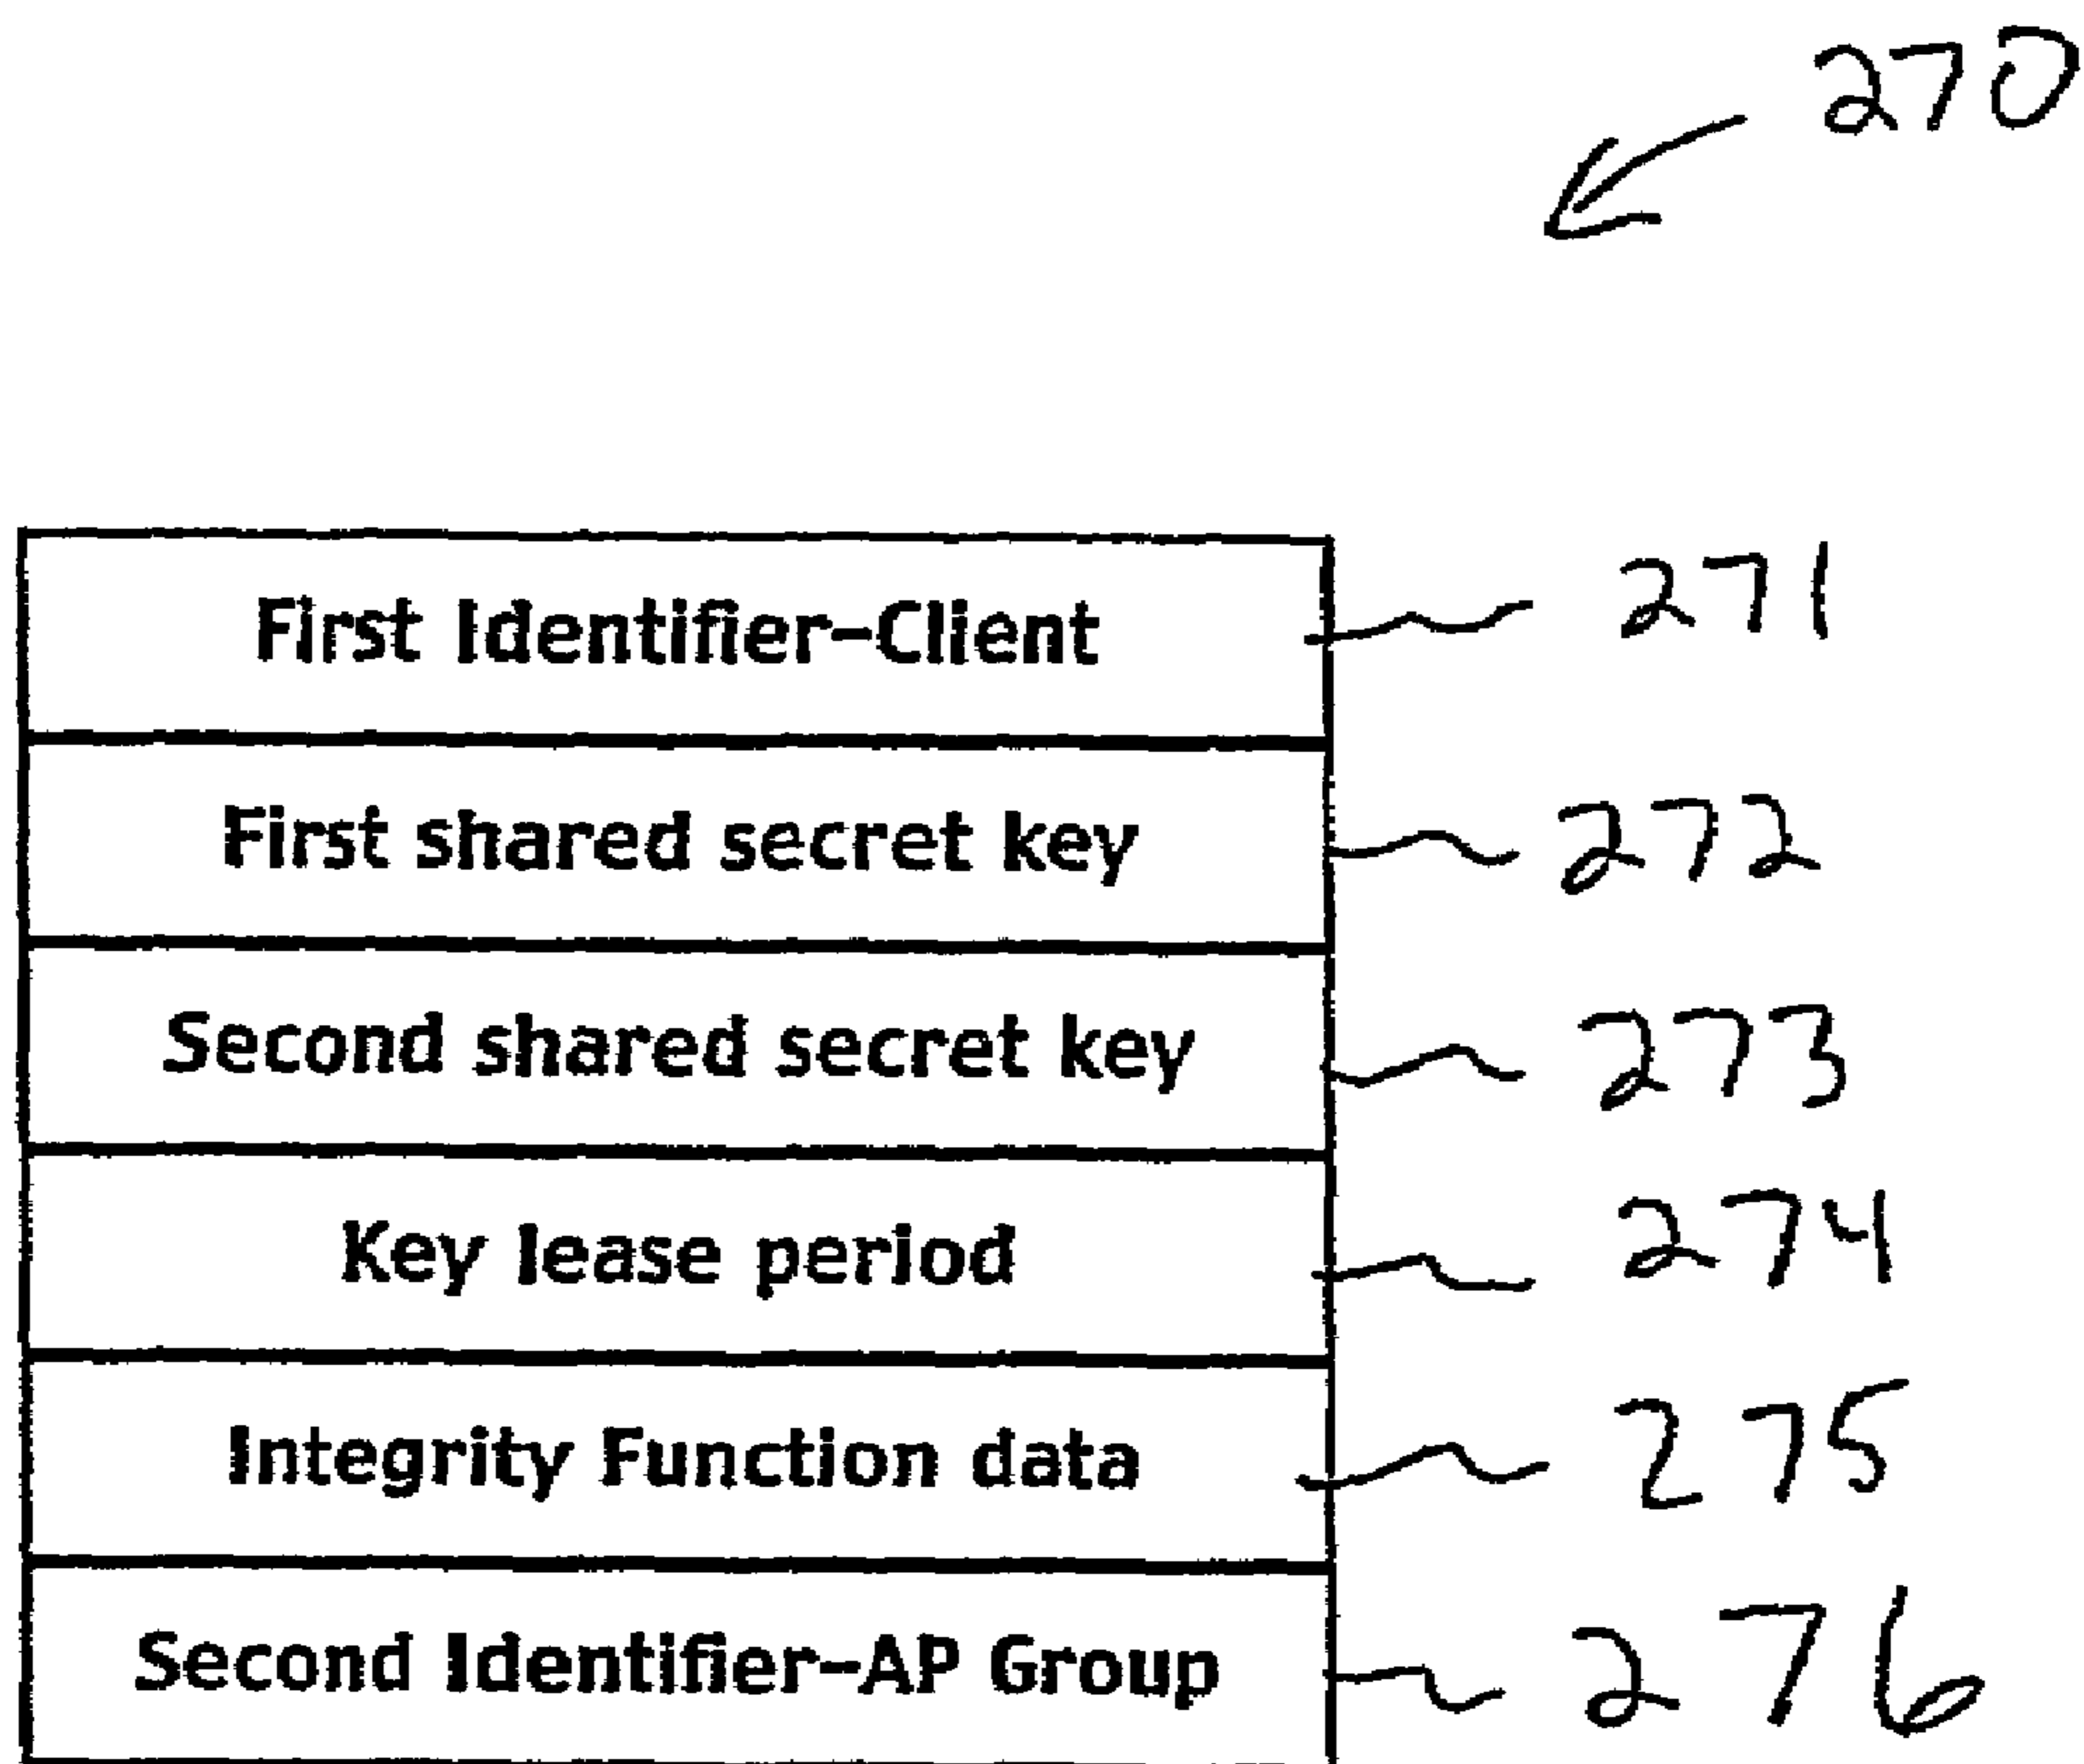 270
First Identifier-Client 271
First shared secret key 272
Second shared secret key 273
Key lease period 274
Integrity Function data 275
Second Identifier-AP Group 276